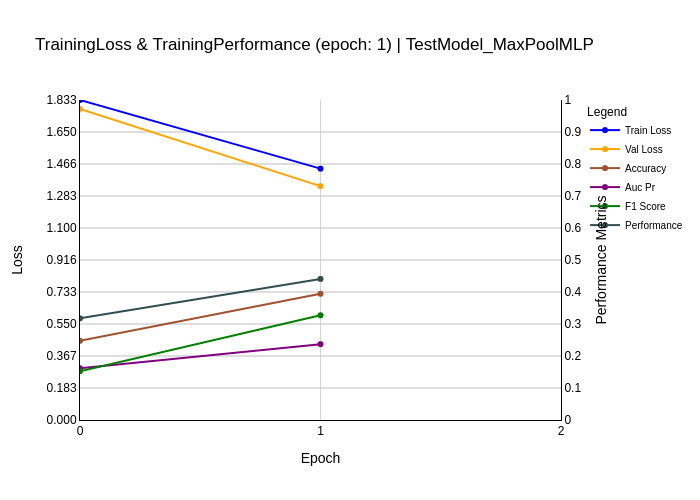 TrainingLoss & TrainingPerformance (epoch: 1) | TestModel_MaxPoolMLP
1.833
1.650
1.466
1.283
1.100
0.916
0.733
0.550
0.367
0.183
0.000
Loss
0
1
2
Epoch
1
0.9
0.8
0.7
0.6
0.5
0.4
0.3
0.2
0.1
0
Performance Metrics
Legend
Train Loss
Val Loss
Accuracy
Auc Pr
F1 Score
Performance